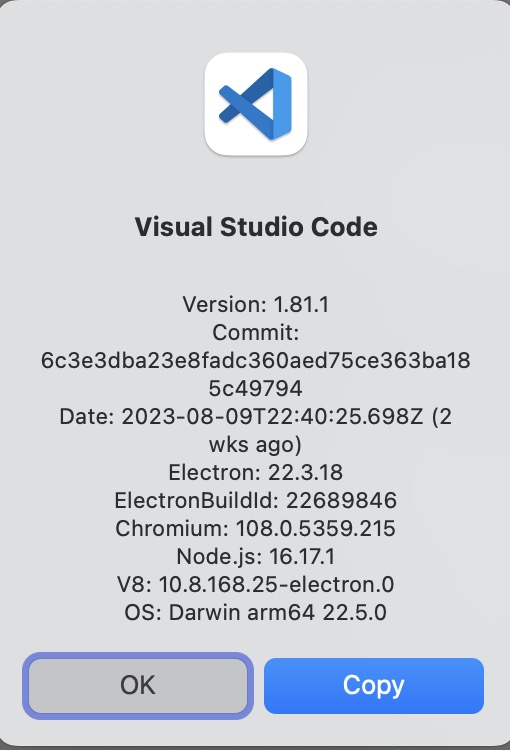 Visual Studio Code
Version: 1.81.1
Commit:
6c3e3dba23e8fadc360aed75ce363ba18
5c49794
Date: 2023-08-09T22:40:25.698Z (2
wks ago)
Electron: 22.3.18
ElectronBuildId: 22689846
Chromium: 108.0.5359.215
Node.js: 16.17.1
V8: 10.8.168.25-electron.0
OS: Darwin arm64 22.5.0
OK
Copy